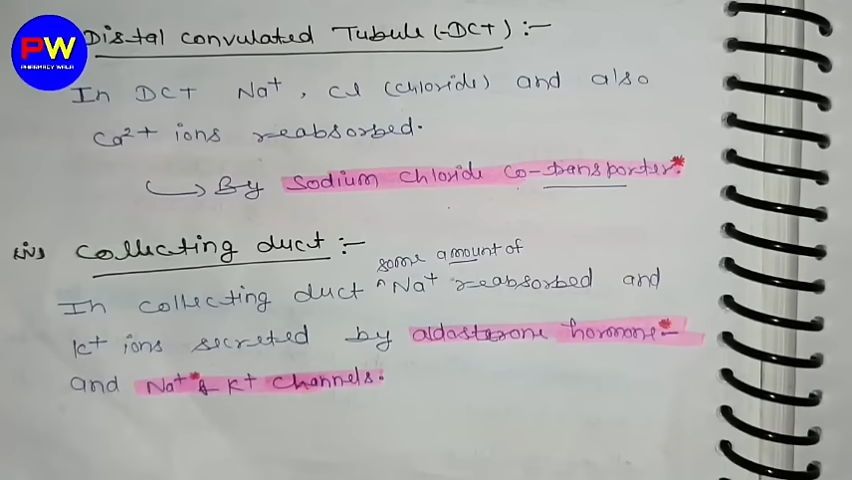 PW
PHARMACY WALA
Distal convulated Tubule (-DCT) :-
In DCT Na+, cl (chloride) and also
Ca2+ ions reabsorbed.
By Sodium chloride co-transporter.*
iv) Collecting duct :-
some amount of
In collecting duct ^ Na+ reabsorbed and
k+ ions secreted by aldosterone hormone*-
and Na+* & K+ channels.